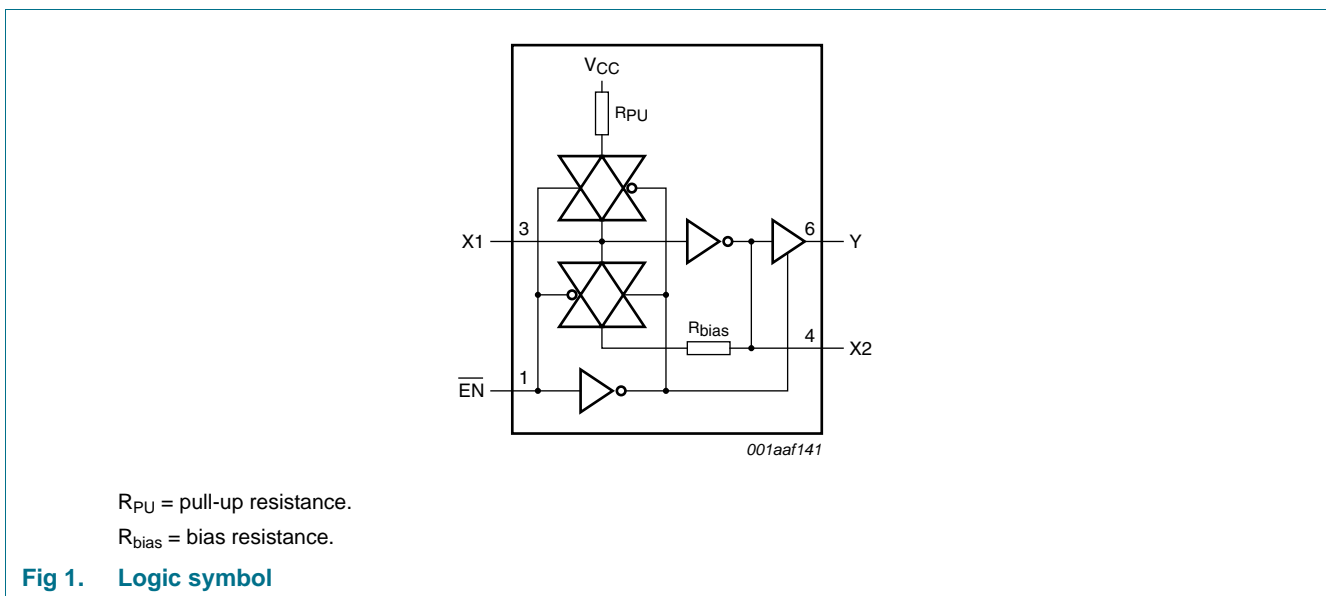 VCC
RPU
X1
3
6
Y
Rbias
4
X2
EN
1
001aaf141
RPU = pull-up resistance.
Rbias = bias resistance.
Fig 1. Logic symbol